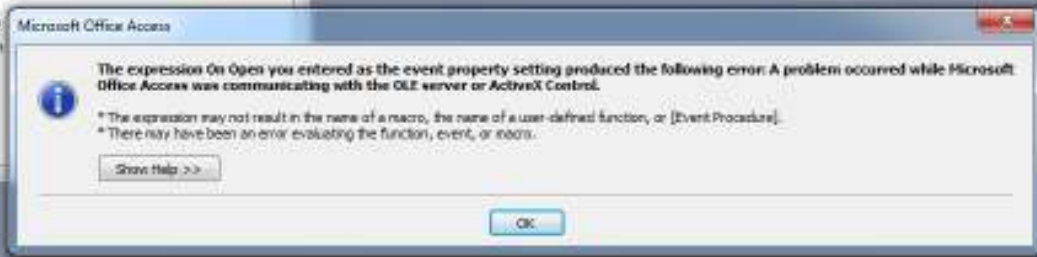 Microsoft Office Access
The expression On Open you entered as the event property setting produced the following error: A problem occurred while Microsoft
Office Access was communicating with the OLE server or ActiveX Control.
* The expression may not result in the name of a macro, the name of a user-defined function, or [Event Procedure].
* There may have been an error evaluating the function, event, or macro.
Show Help >>
OK